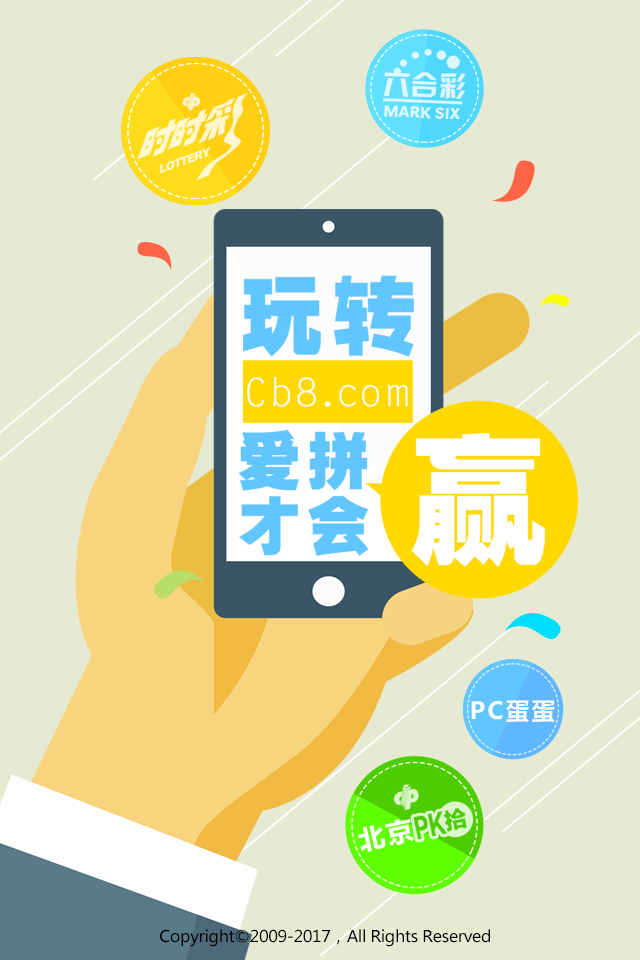 时时彩
LOTTERY
六合彩
MARK SIX
玩转
Cb8.com
爱拼
才会
赢
PC蛋蛋
北京PK拾
Copyright©2009-2017，All Rights Reserved